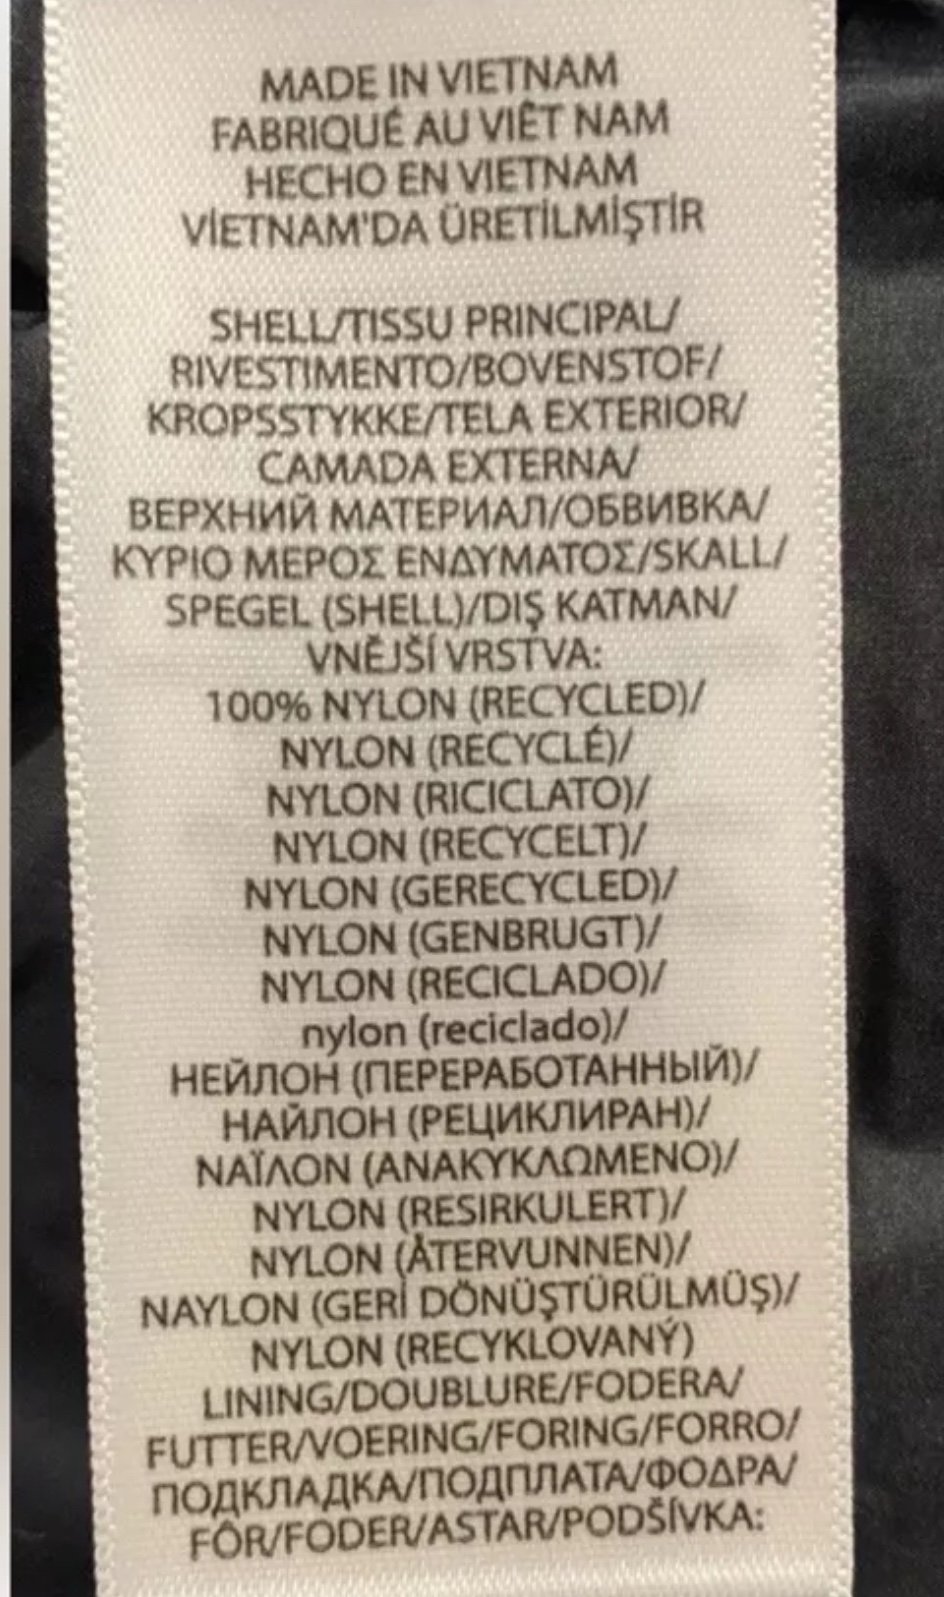 MADE IN VIETNAM
FABRIQUÉ AU VIÊT NAM
HECHO EN VIETNAM
VİETNAM'DA ÜRETİLMİŞTİR
SHELL/TISSU PRINCIPAL/
RIVESTIMENTO/BOVENSTOF/
KROPSSTYKKE/TELA EXTERIOR/
CAMADA EXTERNA/
ВЕРХНИЙ МАТЕРИАЛ/ОБВИВКА/
ΚΥΡΙΟ ΜΕΡΟΣ ΕΝΔΥΜΑΤΟΣ/SKALL/
SPEGEL (SHELL)/DIŞ KATMAN/
VNĚJŠÍ VRSTVA:
100% NYLON (RECYCLED)/
NYLON (RECYCLÉ)/
NYLON (RICICLATO)/
NYLON (RECYCELT)/
NYLON (GERECYCLED)/
NYLON (GENBRUGT)/
NYLON (RECICLADO)/
nylon (reciclado)/
НЕЙЛОН (ПЕРЕРАБОТАННЫЙ)/
НАЙЛОН (РЕЦИКЛИРАН)/
ΝΑΪΛΟΝ (ΑΝΑΚΥΚΛΩΜΕΝΟ)/
NYLON (RESIRKULERT)/
NYLON (ÅTERVUNNEN)/
NAYLON (GERİ DÖNÜŞTÜRÜLMÜŞ)/
NYLON (RECYKLOVANÝ)
LINING/DOUBLURE/FODERA/
FUTTER/VOERING/FORING/FORRO/
ПОДКЛАДКА/ПОДПЛАТА/ΦΟΔΡΑ/
FÔR/FODER/ASTAR/PODŠÍVKA: